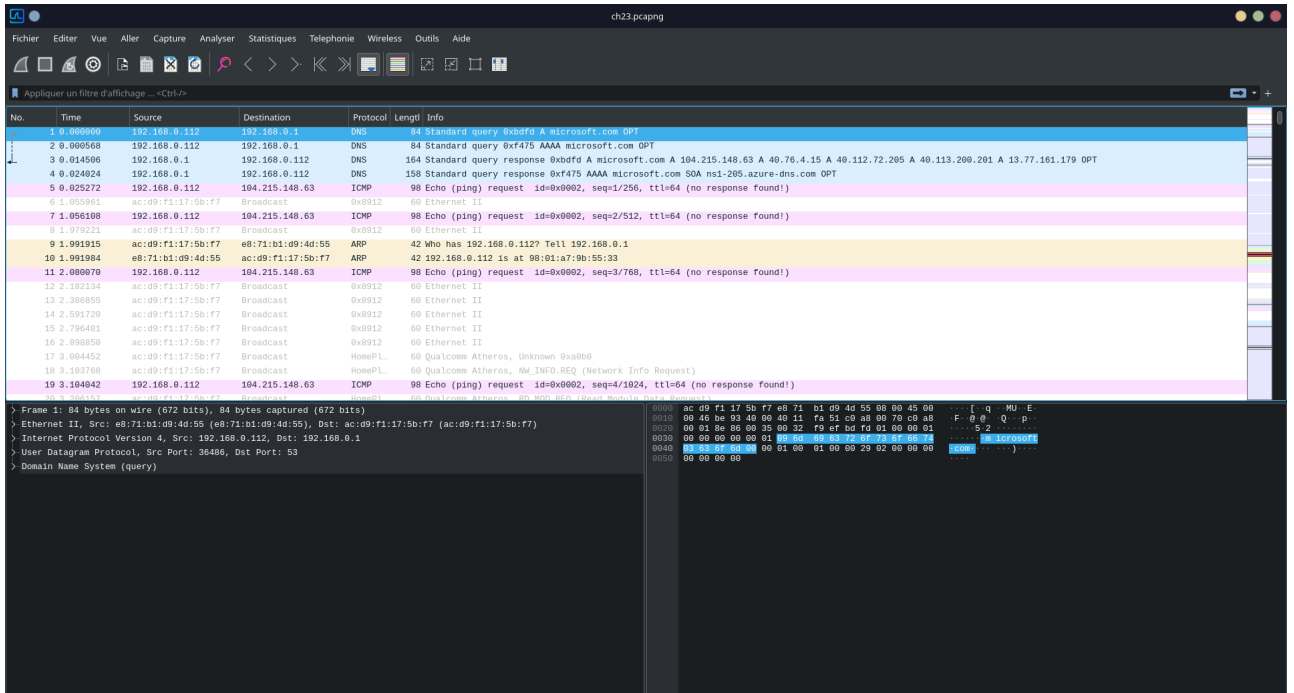 ch23.pcapng
Fichier Editer Vue Aller Capture Analyser Statistiques Telephonie Wireless Outils Aide
Appliquer un filtre d'affichage ... <Ctrl-/>
No. Time Source Destination Protocol Lengtl Info
1 0.000000 192.168.0.112 192.168.0.1 DNS 84 Standard query 0xbdfd A microsoft.com OPT
2 0.000568 192.168.0.112 192.168.0.1 DNS 84 Standard query 0xf475 AAAA microsoft.com OPT
3 0.014506 192.168.0.1 192.168.0.112 DNS 164 Standard query response 0xbdfd A microsoft.com A 104.215.148.63 A 40.76.4.15 A 40.112.72.205 A 40.113.200.201 A 13.77.161.179 OPT
4 0.024024 192.168.0.1 192.168.0.112 DNS 158 Standard query response 0xf475 AAAA microsoft.com SOA ns1-205.azure-dns.com OPT
5 0.025272 192.168.0.112 104.215.148.63 ICMP 98 Echo (ping) request id=0x0002, seq=1/256, ttl=64 (no response found!)
6 1.055961 ac:d9:f1:17:5b:f7 Broadcast 0x8912 60 Ethernet II
7 1.056108 192.168.0.112 104.215.148.63 ICMP 98 Echo (ping) request id=0x0002, seq=2/512, ttl=64 (no response found!)
8 1.979221 ac:d9:f1:17:5b:f7 Broadcast 0x8912 60 Ethernet II
9 1.991915 ac:d9:f1:17:5b:f7 e8:71:b1:d9:4d:55 ARP 42 Who has 192.168.0.112? Tell 192.168.0.1
10 1.991984 e8:71:b1:d9:4d:55 ac:d9:f1:17:5b:f7 ARP 42 192.168.0.112 is at 98:01:a7:9b:55:33
11 2.080070 192.168.0.112 104.215.148.63 ICMP 98 Echo (ping) request id=0x0002, seq=3/768, ttl=64 (no response found!)
12 2.182134 ac:d9:f1:17:5b:f7 Broadcast 0x8912 60 Ethernet II
13 2.386855 ac:d9:f1:17:5b:f7 Broadcast 0x8912 60 Ethernet II
14 2.591720 ac:d9:f1:17:5b:f7 Broadcast 0x8912 60 Ethernet II
15 2.796481 ac:d9:f1:17:5b:f7 Broadcast 0x8912 60 Ethernet II
16 2.898850 ac:d9:f1:17:5b:f7 Broadcast 0x8912 60 Ethernet II
17 3.004452 ac:d9:f1:17:5b:f7 Broadcast HomePl… 60 Qualcomm Atheros, Unknown 0xa0b0
18 3.103768 ac:d9:f1:17:5b:f7 Broadcast HomePl… 60 Qualcomm Atheros, NW_INFO.REQ (Network Info Request)
19 3.104042 192.168.0.112 104.215.148.63 ICMP 98 Echo (ping) request id=0x0002, seq=4/1024, ttl=64 (no response found!)
20 3.206157 ac:d9:f1:17:5b:f7 Broadcast HomePl… 60 Qualcomm Atheros, RD_MOD.REQ (Read Module Data Request)
Frame 1: 84 bytes on wire (672 bits), 84 bytes captured (672 bits)
Ethernet II, Src: e8:71:b1:d9:4d:55 (e8:71:b1:d9:4d:55), Dst: ac:d9:f1:17:5b:f7 (ac:d9:f1:17:5b:f7)
Internet Protocol Version 4, Src: 192.168.0.112, Dst: 192.168.0.1
User Datagram Protocol, Src Port: 36486, Dst Port: 53
Domain Name System (query)
0000 ac d9 f1 17 5b f7 e8 71 b1 d9 4d 55 08 00 45 00 ····[··q ··MU··E·
0010 00 46 be 93 40 00 40 11 fa 51 c0 a8 00 70 c0 a8 ·F··@·@· ·Q···p··
0020 00 01 8e 86 00 35 00 32 f9 ef bd fd 01 00 00 01 ·····5·2 ········
0030 00 00 00 00 00 01 09 6d 69 63 72 6f 73 6f 66 74 ·······m icrosoft
0040 03 63 6f 6d 00 00 01 00 01 00 00 29 02 00 00 00 ·com···· ···)····
0050 00 00 00 00 ····